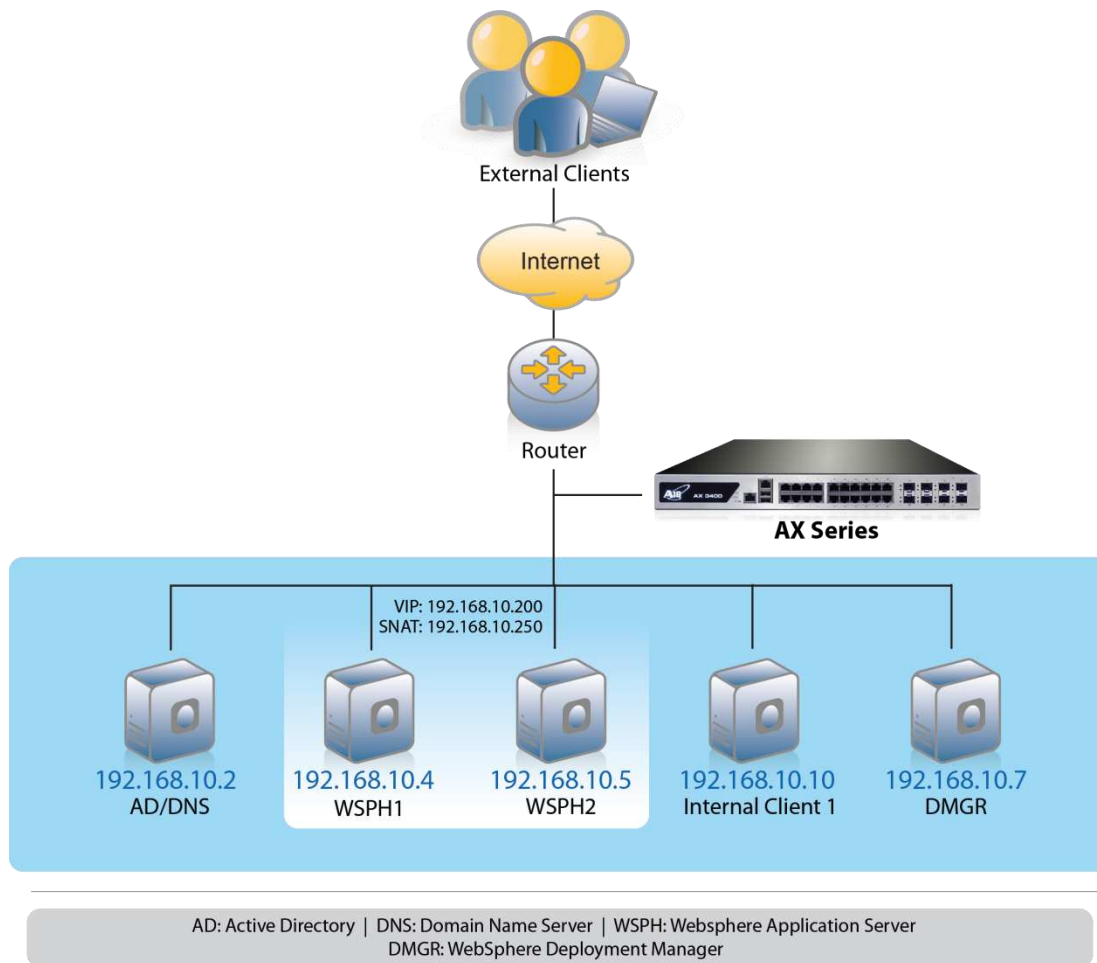 External Clients
Internet
Router
AX 3400
AX Series
VIP: 192.168.10.200
SNAT: 192.168.10.250
192.168.10.2
AD/DNS
192.168.10.4
WSPH1
192.168.10.5
WSPH2
192.168.10.10
Internal Client 1
192.168.10.7
DMGR
AD: Active Directory | DNS: Domain Name Server | WSPH: Websphere Application Server
DMGR: WebSphere Deployment Manager